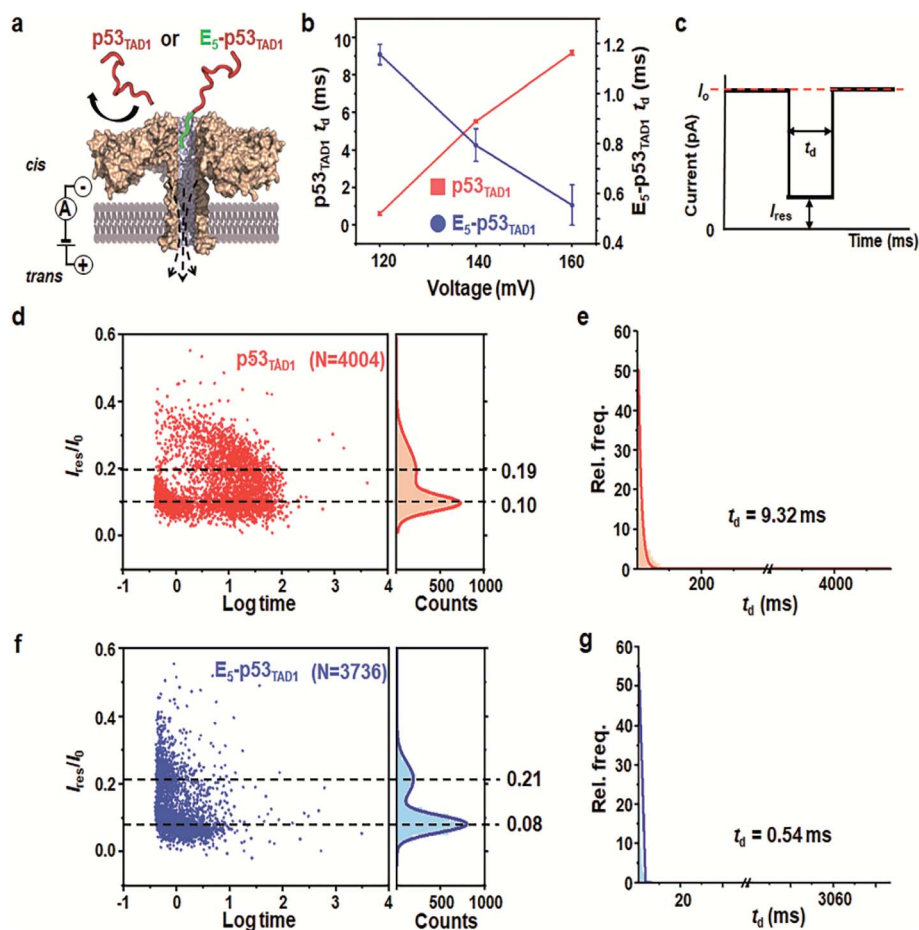 a
p53TAD1 or E5-p53TAD1
cis
-
A
+
trans
b
p53TAD1 td (ms)
10
8
6
4
2
0
p53TAD1
E5-p53TAD1
1.2
1.0
0.8
0.6
0.4
E5-p53TAD1 td (ms)
120 140 160
Voltage (mV)
c
Current (pA)
Io
td
Ires
0
Time (ms)
d
Ires/I0
0.6
0.4
0.2
0.0
p53TAD1 (N=4004)
0.19
0.10
-1 0 1 2 3 4
Log time
500 1000
Counts
e
Rel. freq.
60
50
40
30
20
10
0
td = 9.32 ms
200 4000
td (ms)
f
Ires/I0
0.6
0.4
0.2
0.0
E5-p53TAD1 (N=3736)
0.21
0.08
-1 0 1 2 3 4
Log time
0 200 400 600 800 1000
Counts
g
Rel. freq.
60
50
40
30
20
10
0
td = 0.54 ms
20 3060
td (ms)